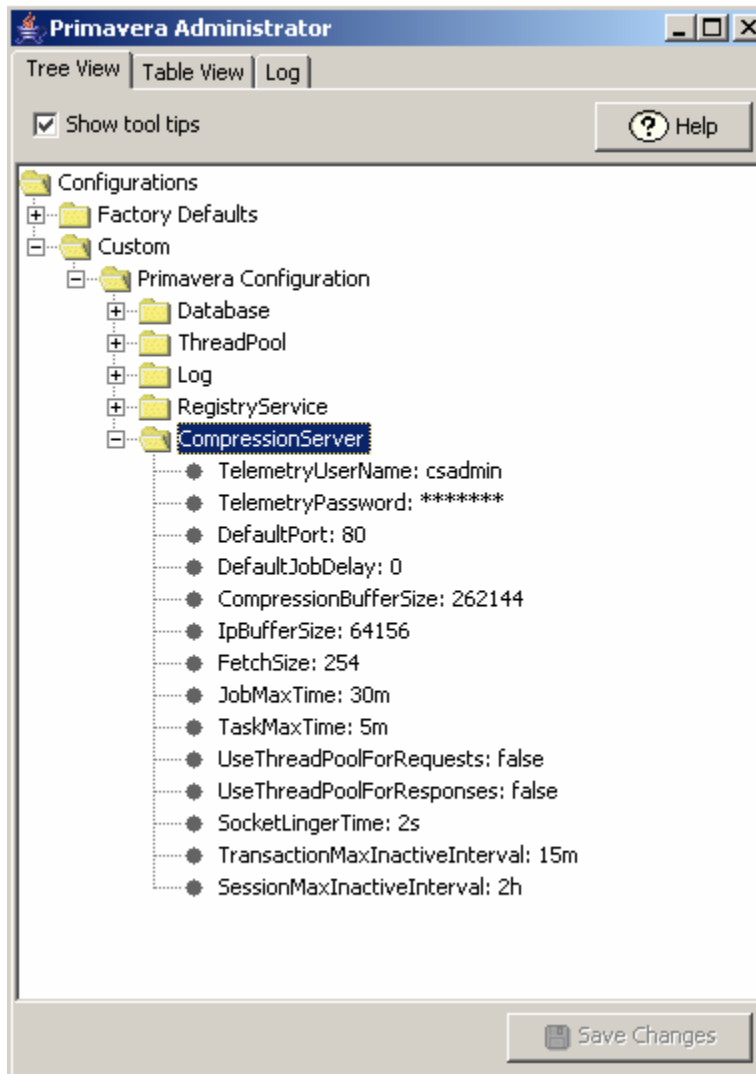 Primavera Administrator
Tree View Table View Log
Show tool tips
? Help
Configurations
Factory Defaults
Custom
Primavera Configuration
Database
ThreadPool
Log
RegistryService
CompressionServer
TelemetryUserName: csadmin
TelemetryPassword: *******
DefaultPort: 80
DefaultJobDelay: 0
CompressionBufferSize: 262144
IpBufferSize: 64156
FetchSize: 254
JobMaxTime: 30m
TaskMaxTime: 5m
UseThreadPoolForRequests: false
UseThreadPoolForResponses: false
SocketLingerTime: 2s
TransactionMaxInactiveInterval: 15m
SessionMaxInactiveInterval: 2h
Save Changes